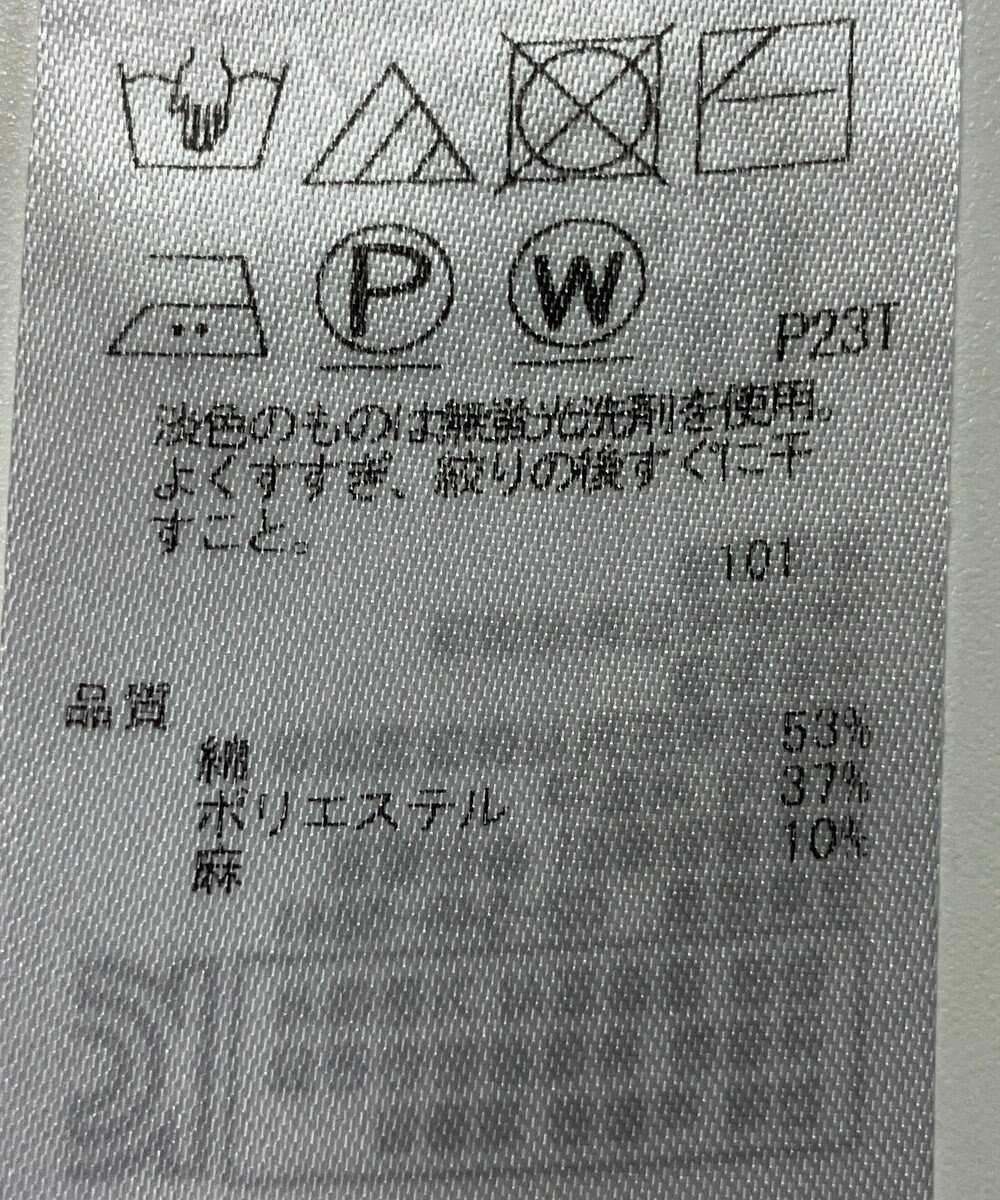 P
W
P23T
淡色のものは無蛍光洗剤を使用。
よくすすぎ、絞りの後すぐに干
すこと。
101
品質
綿 53%
ポリエステル 37%
麻 10%